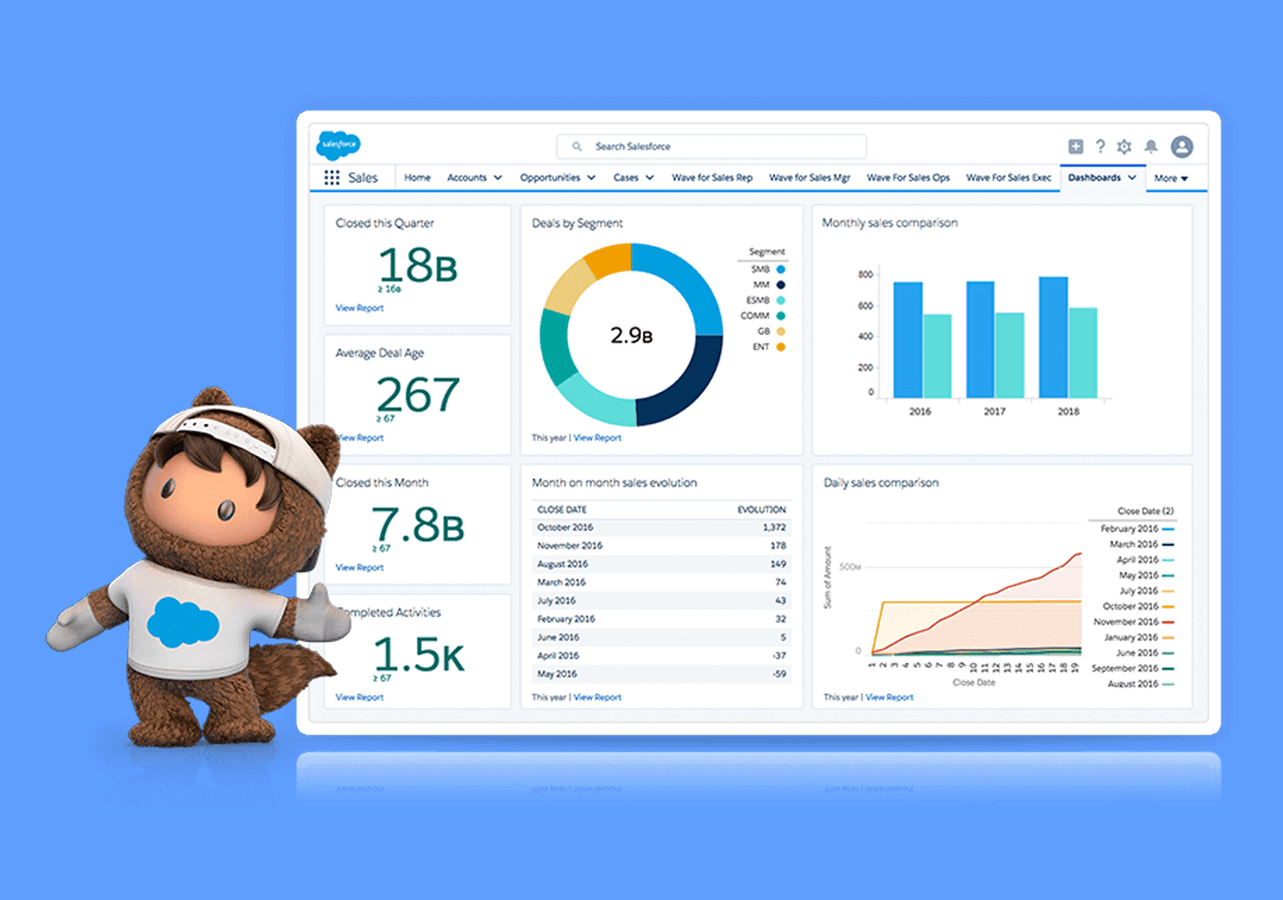 salesforce
Search Salesforce
Sales
Home
Accounts
Opportunities
Cases
Wave for Sales Rep
Wave for Sales Mgr
Wave For Sales Ops
Wave For Sales Exec
Dashboards
More
Closed this Quarter
18B
≥ 16B
View Report
Average Deal Age
267
≥ 67
View Report
Closed this Month
7.8B
≥ 67
View Report
ompleted Activities
1.5K
≥ 67
View Report
Deals by Segment
2.9B
Segment
SMB
MM
ESMB
COMM
GB
ENT
This year | View Report
Monthly sales comparison
800
600
400
200
0
2016 2017 2018
Month on month sales evolution
CLOSE DATE EVOLUTION
October 2016 1,372
November 2016 178
August 2016 149
March 2016 74
July 2016 43
February 2016 32
June 2016 5
April 2016 -37
May 2016 -59
This year | View Report
Daily sales comparison
Sum of Amount
500M
0
1 2 3 4 5 6 7 8 9 10 11 12 13 14 15 16 17 18 19
Close Date
Close Date (2)
February 2016
March 2016
April 2016
May 2016
July 2016
October 2016
November 2016
January 2016
June 2016
September 2016
August 2016
This year | View Report